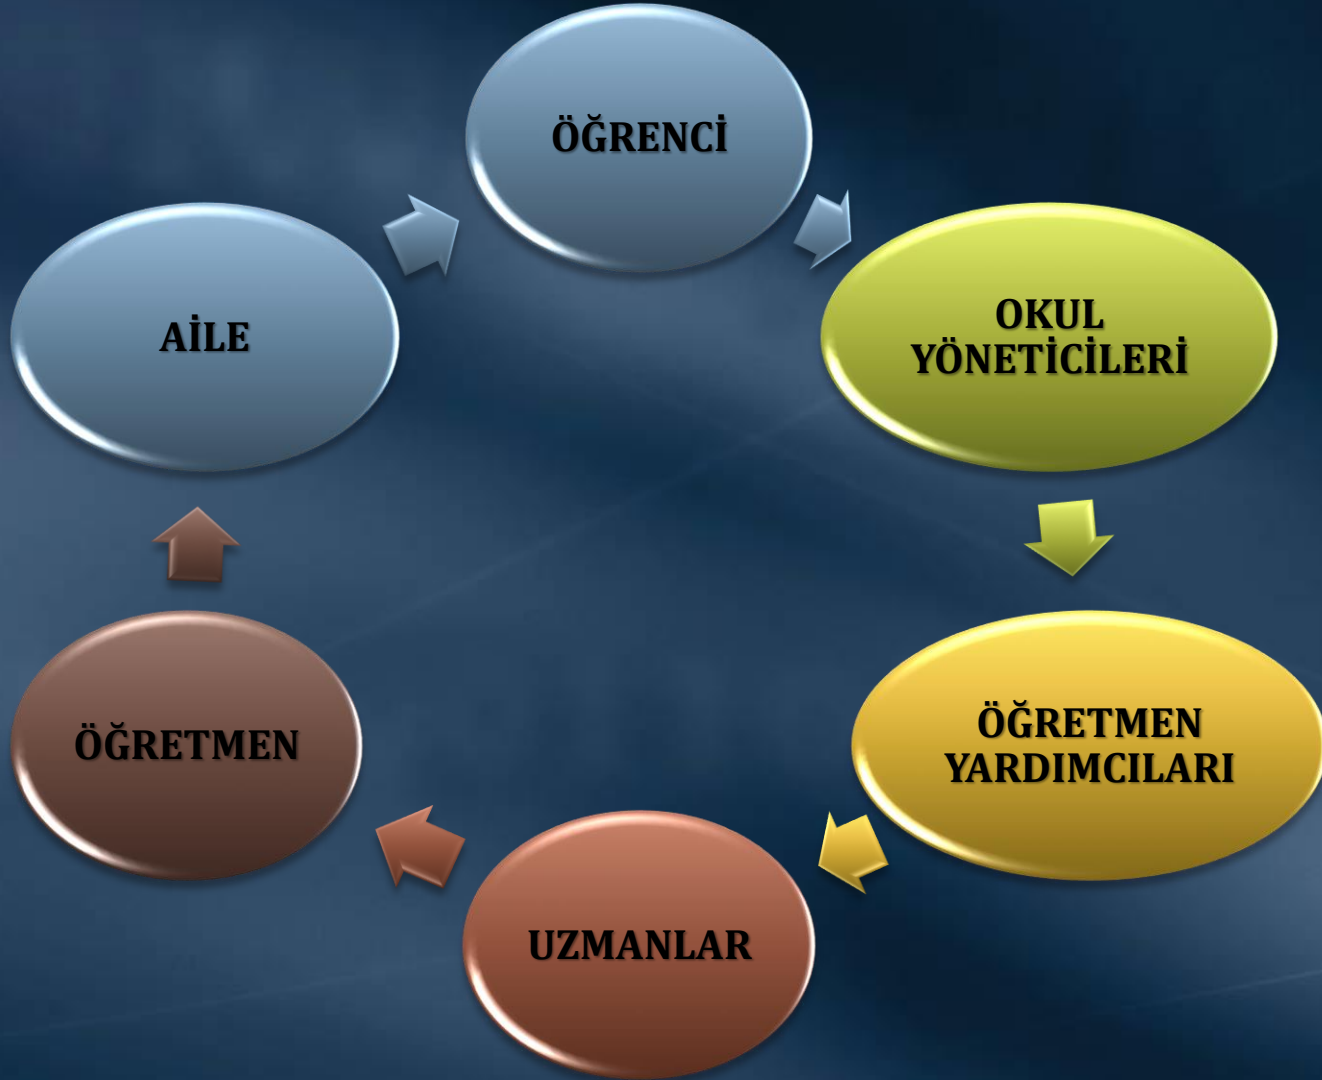 ÖĞRENCİ
OKUL
YÖNETİCİLERİ
ÖĞRETMEN
YARDIMCILARI
UZMANLAR
ÖĞRETMEN
AİLE